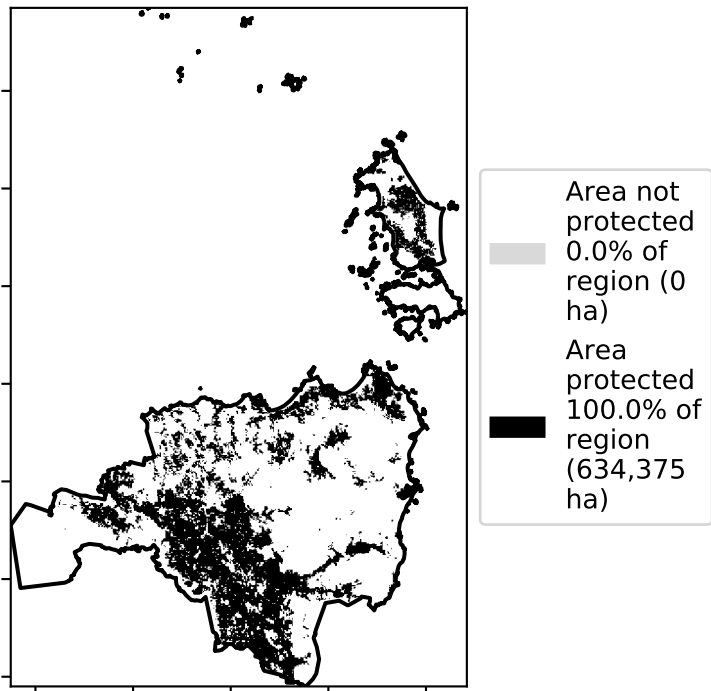 Area not
protected
0.0% of
region (0
ha)
Area
protected
100.0% of
region
(634,375
ha)